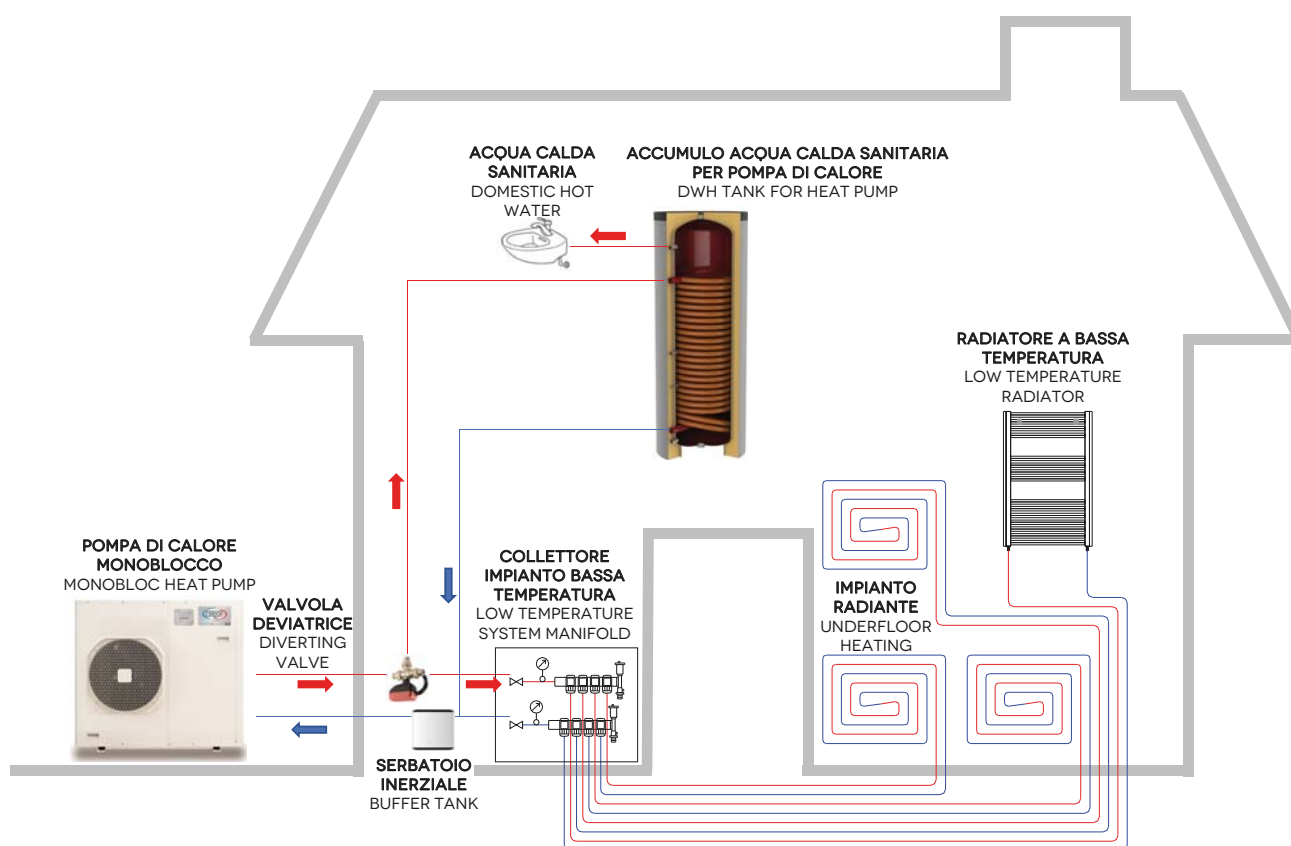 ACQUA CALDA
SANITARIA
DOMESTIC HOT
WATER
ACCUMULO ACQUA CALDA SANITARIA
PER POMPA DI CALORE
DWH TANK FOR HEAT PUMP
RADIATORE A BASSA
TEMPERATURA
LOW TEMPERATURE
RADIATOR
POMPA DI CALORE
MONOBLOCCO
MONOBLOC HEAT PUMP
VALVOLA
DEVIATRICE
DIVERTING
VALVE
COLLETTORE
IMPIANTO BASSA
TEMPERATURA
LOW TEMPERATURE
SYSTEM MANIFOLD
IMPIANTO
RADIANTE
UNDERFLOOR
HEATING
SERBATOIO
INERZIALE
BUFFER TANK